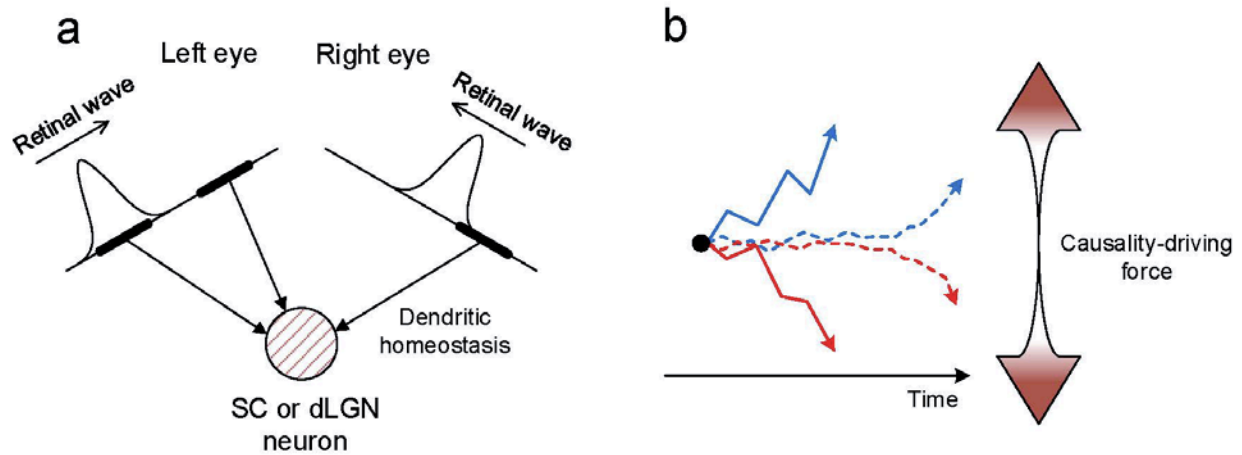 a
Left eye
Right eye
Retinal wave
Retinal wave
Dendritic
homeostasis
SC or dLGN
neuron
b
Causality-driving
force
Time